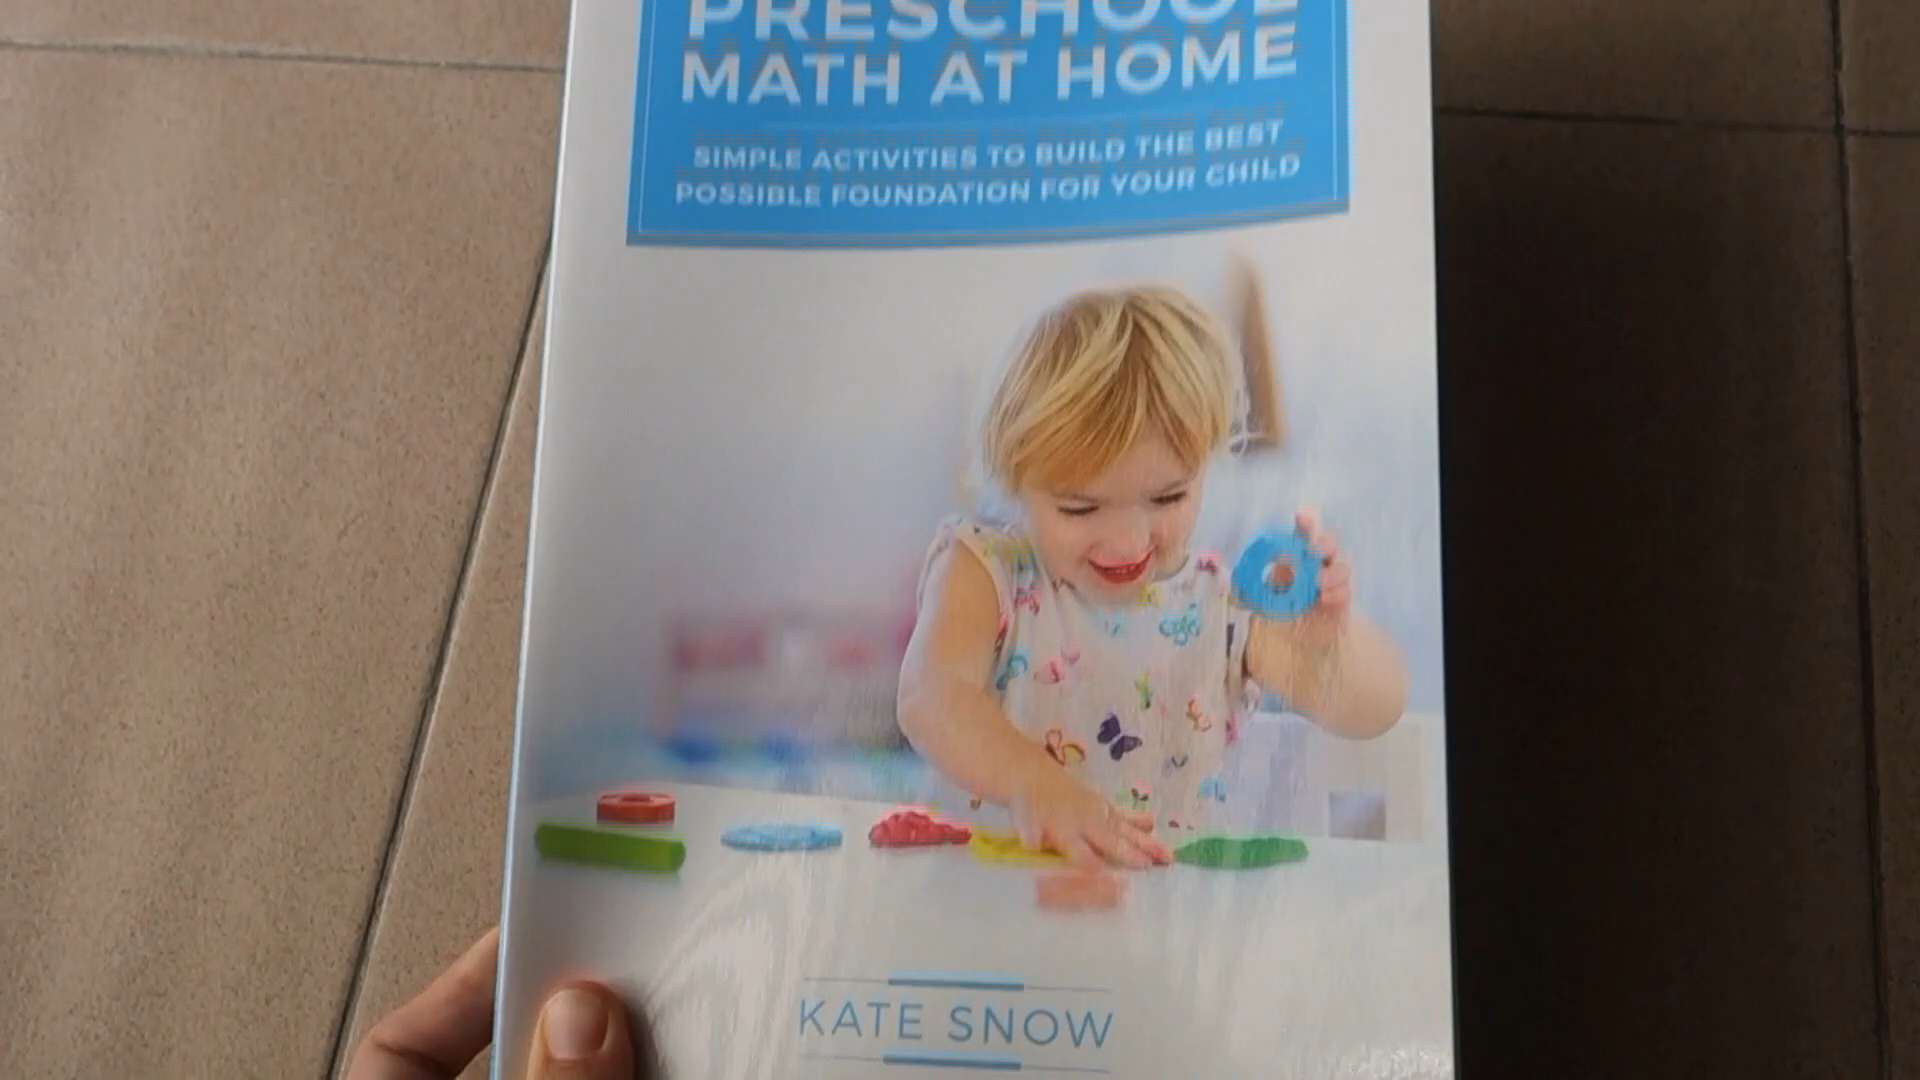 PRESCHOOL
MATH AT HOME
SIMPLE ACTIVITIES TO BUILD THE BEST
POSSIBLE FOUNDATION FOR YOUR CHILD
KATE SNOW